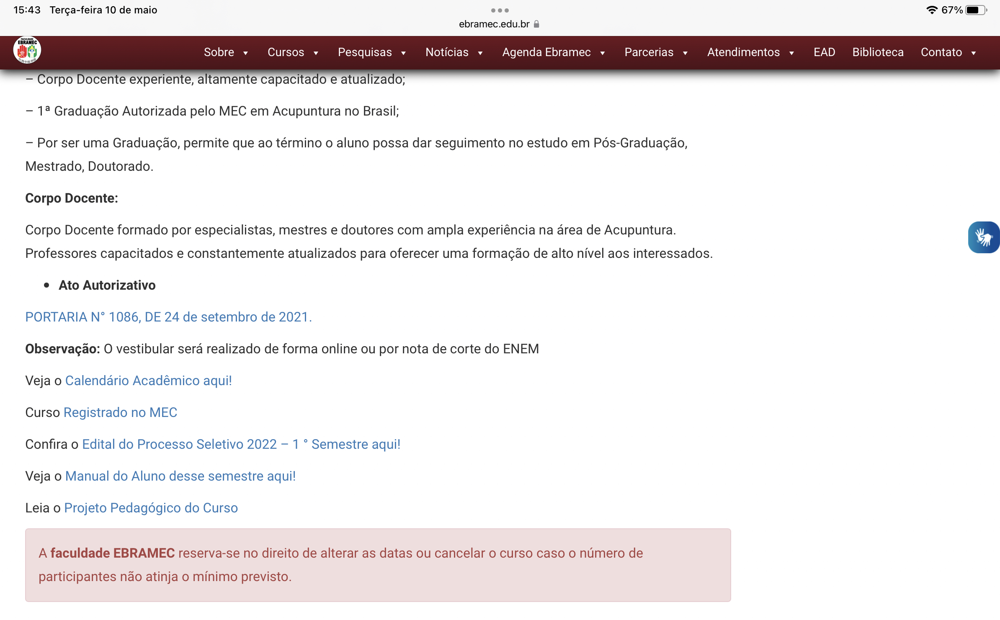 15:43 Terça-feira 10 de maio
67%
ebramec.edu.br
FACULDADE
EBRAMEC
Sobre Cursos Pesquisas Notícias Agenda Ebramec Parcerias Atendimentos EAD Biblioteca Contato
– Corpo Docente experiente, altamente capacitado e atualizado;
– 1ª Graduação Autorizada pelo MEC em Acupuntura no Brasil;
– Por ser uma Graduação, permite que ao término o aluno possa dar seguimento no estudo em Pós-Graduação,
Mestrado, Doutorado.
Corpo Docente:
Corpo Docente formado por especialistas, mestres e doutores com ampla experiência na área de Acupuntura.
Professores capacitados e constantemente atualizados para oferecer uma formação de alto nível aos interessados.
• Ato Autorizativo
PORTARIA N° 1086, DE 24 de setembro de 2021.
Observação: O vestibular será realizado de forma online ou por nota de corte do ENEM
Veja o Calendário Acadêmico aqui!
Curso Registrado no MEC
Confira o Edital do Processo Seletivo 2022 – 1 ° Semestre aqui!
Veja o Manual do Aluno desse semestre aqui!
Leia o Projeto Pedagógico do Curso
A faculdade EBRAMEC reserva-se no direito de alterar as datas ou cancelar o curso caso o número de
participantes não atinja o mínimo previsto.